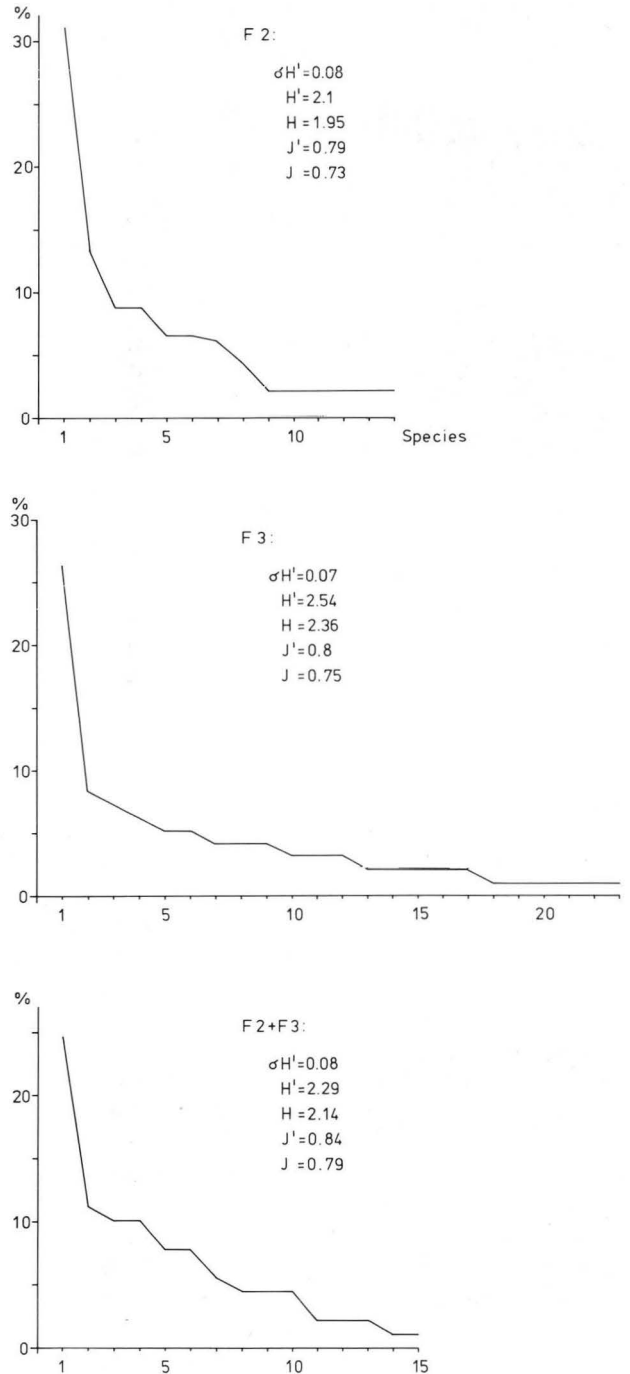 %
F 2:
30
σH'=0.08
H'=2.1
H =1.95
J'=0.79
20
J =0.73
10
0
1 5 10 Species
%
30
F 3:
σH'=0.07
H'=2.54
H =2.36
20
J'=0.8
J =0.75
10
0
1 5 10 15 20
%
F2+F3:
σH'=0.08
H'=2.29
20
H =2.14
J'=0.84
J =0.79
10
0
1 5 10 15